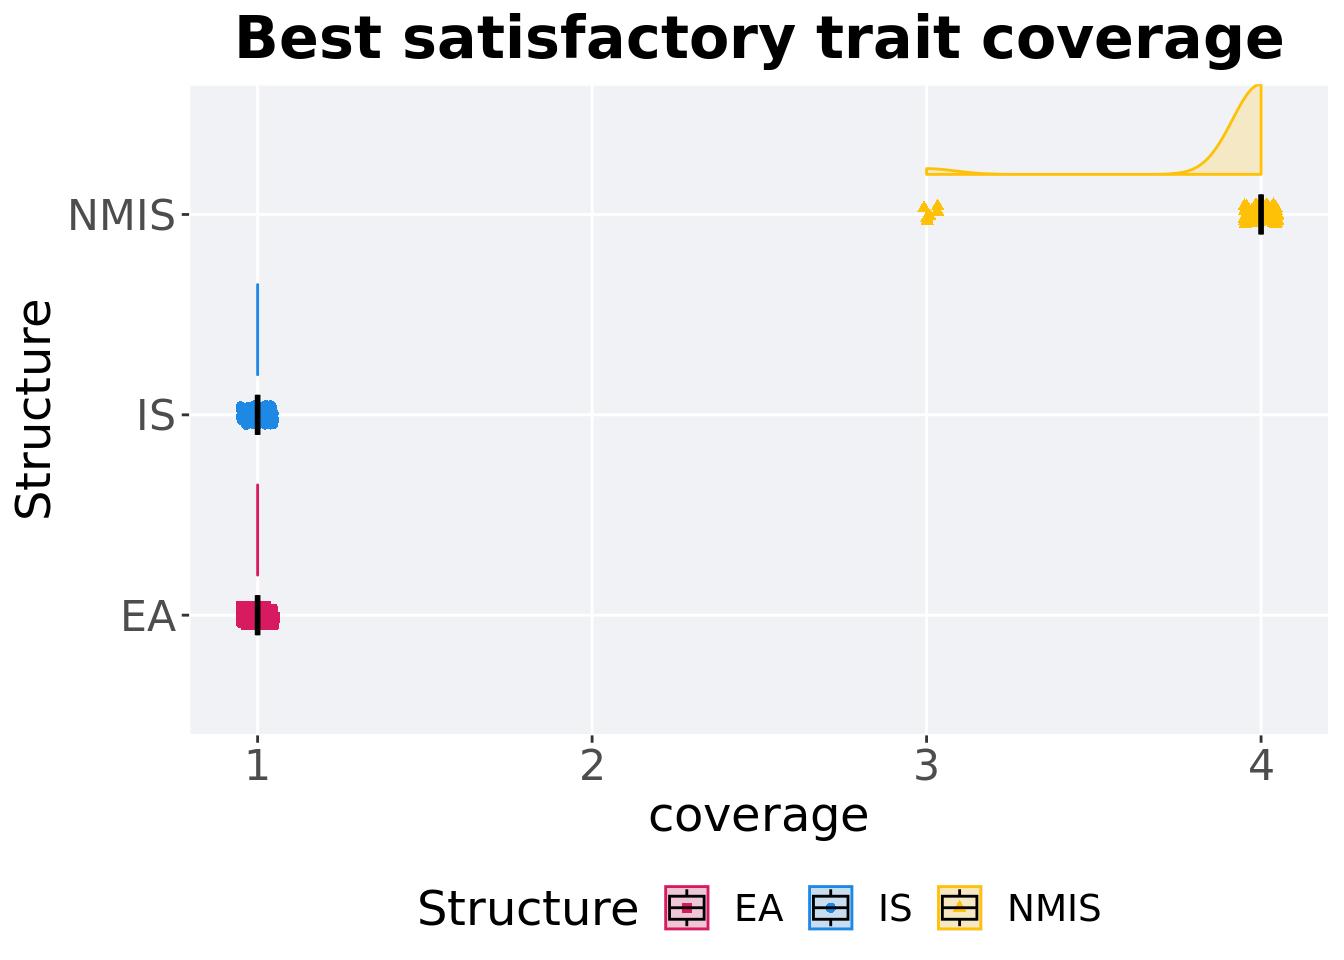 Best satisfactory trait coverage
Structure
NMIS
IS
EA
1 2 3 4
coverage
Structure EA IS NMIS